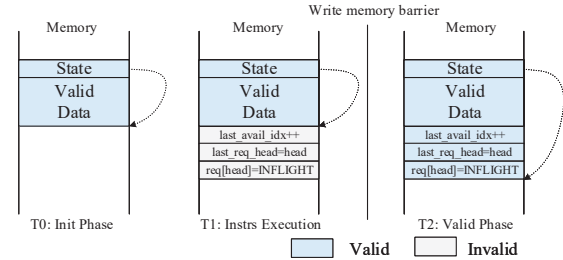 Write memory barrier
Memory
State
Valid
Data
T0: Init Phase
Memory
State
Valid
Data
last_avail_idx++
last_req_head=head
req[head]=INFLIGHT
T1: Instrs Execution
Memory
State
Valid
Data
last_avail_idx++
last_req_head=head
req[head]=INFLIGHT
T2: Valid Phase
Valid
Invalid